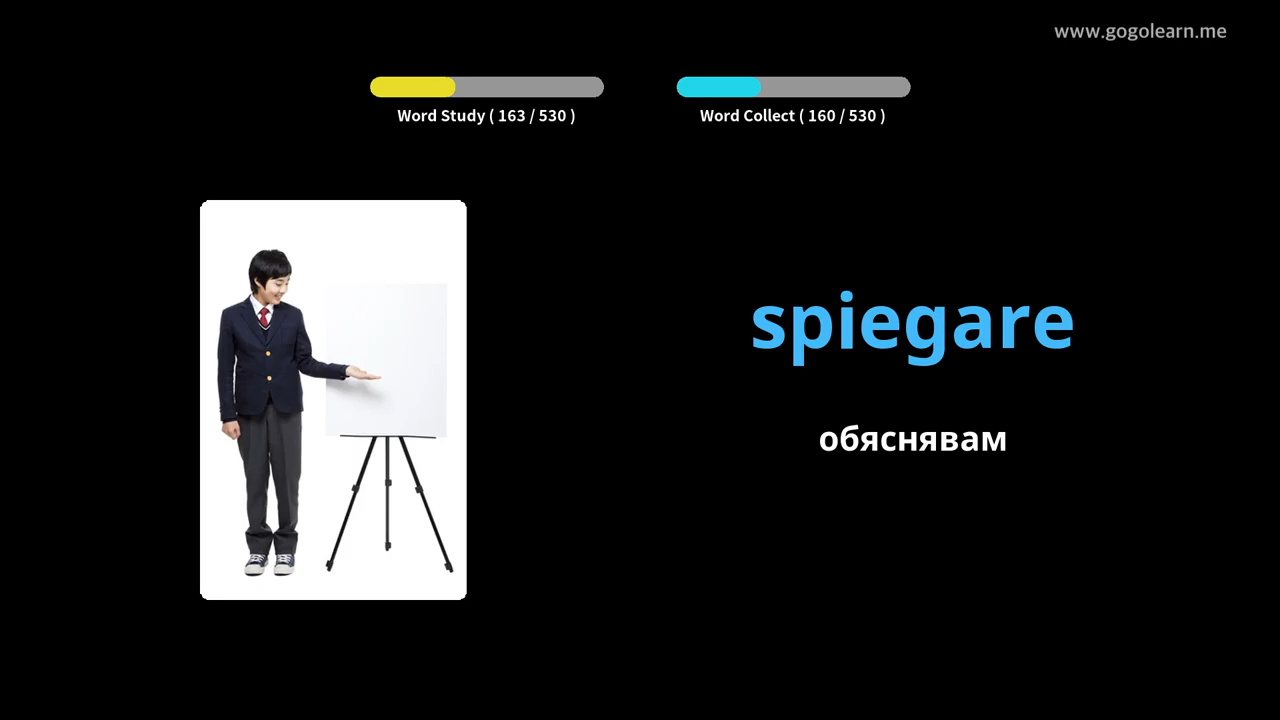 www.gogolearn.me
Word Study ( 163 / 530 )
Word Collect ( 160 / 530 )
spiegare
обяснявам